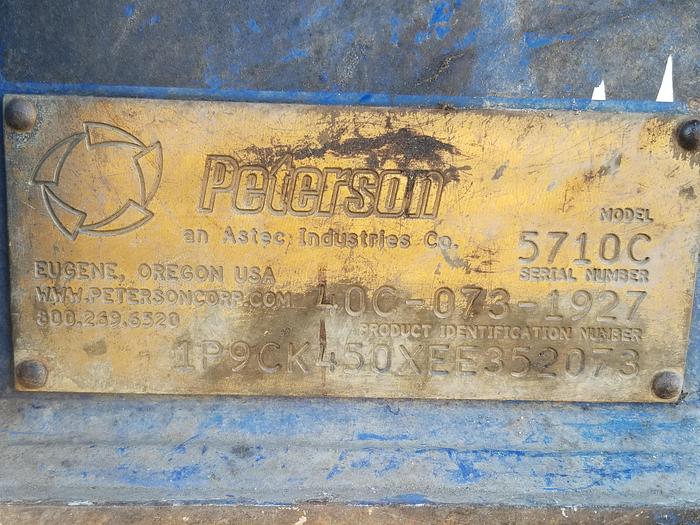 Peterson
an Astec Industries Co.
MODEL
5710C
EUGENE, OREGON USA
SERIAL NUMBER
WWW.PETERSONCORP.COM
40C-073-1927
800.269.6520
PRODUCT IDENTIFICATION NUMBER
1P9CK450XEE352073